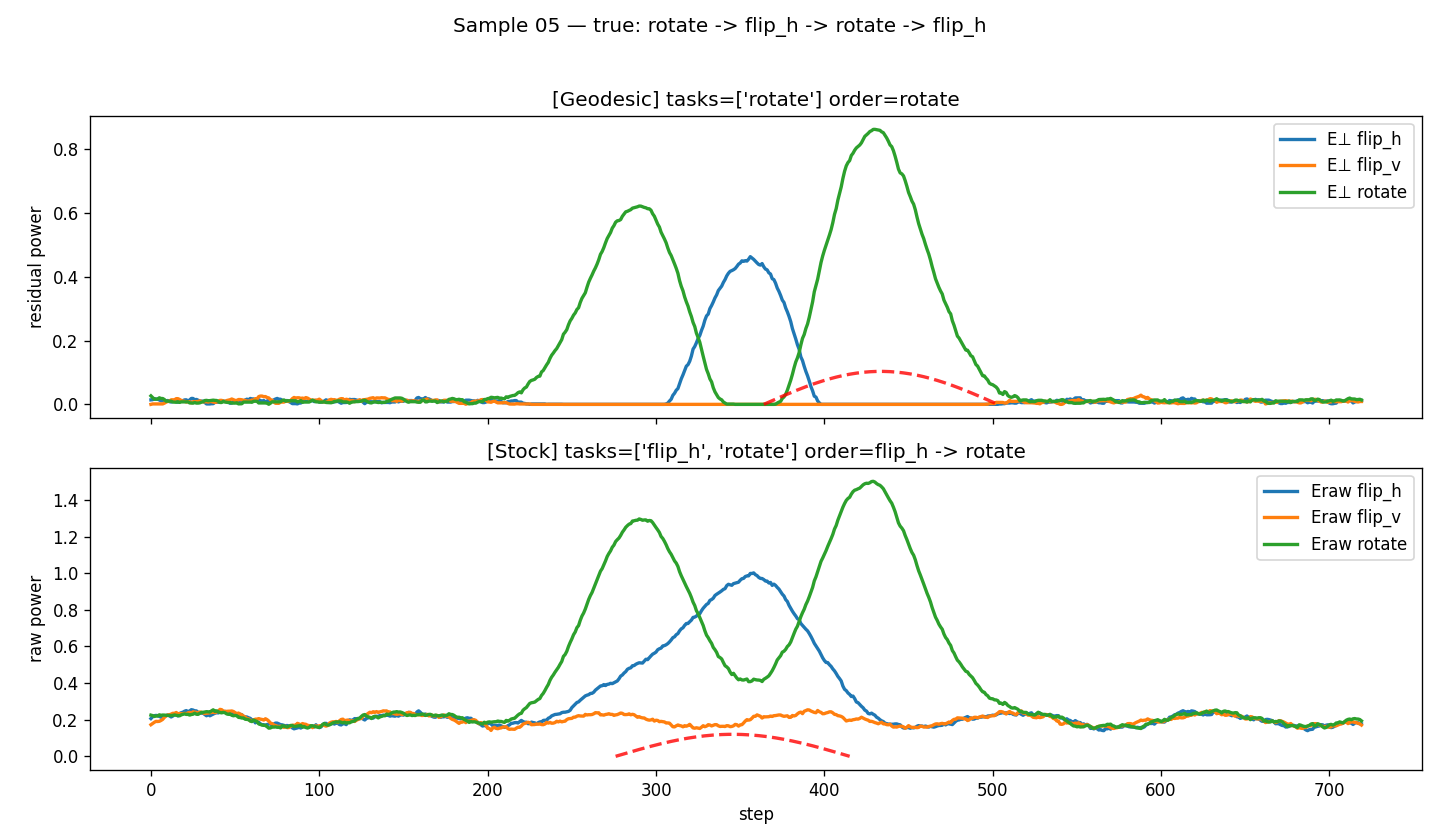 Sample 05 — true: rotate -> flip_h -> rotate -> flip_h
[Geodesic] tasks=['rotate'] order=rotate
residual power
0.8
0.6
0.4
0.2
0.0
E⊥ flip_h
E⊥ flip_v
E⊥ rotate
[Stock] tasks=['flip_h', 'rotate'] order=flip_h -> rotate
raw power
1.4
1.2
1.0
0.8
0.6
0.4
0.2
0.0
Eraw flip_h
Eraw flip_v
Eraw rotate
0 100 200 300 400 500 600 700
step